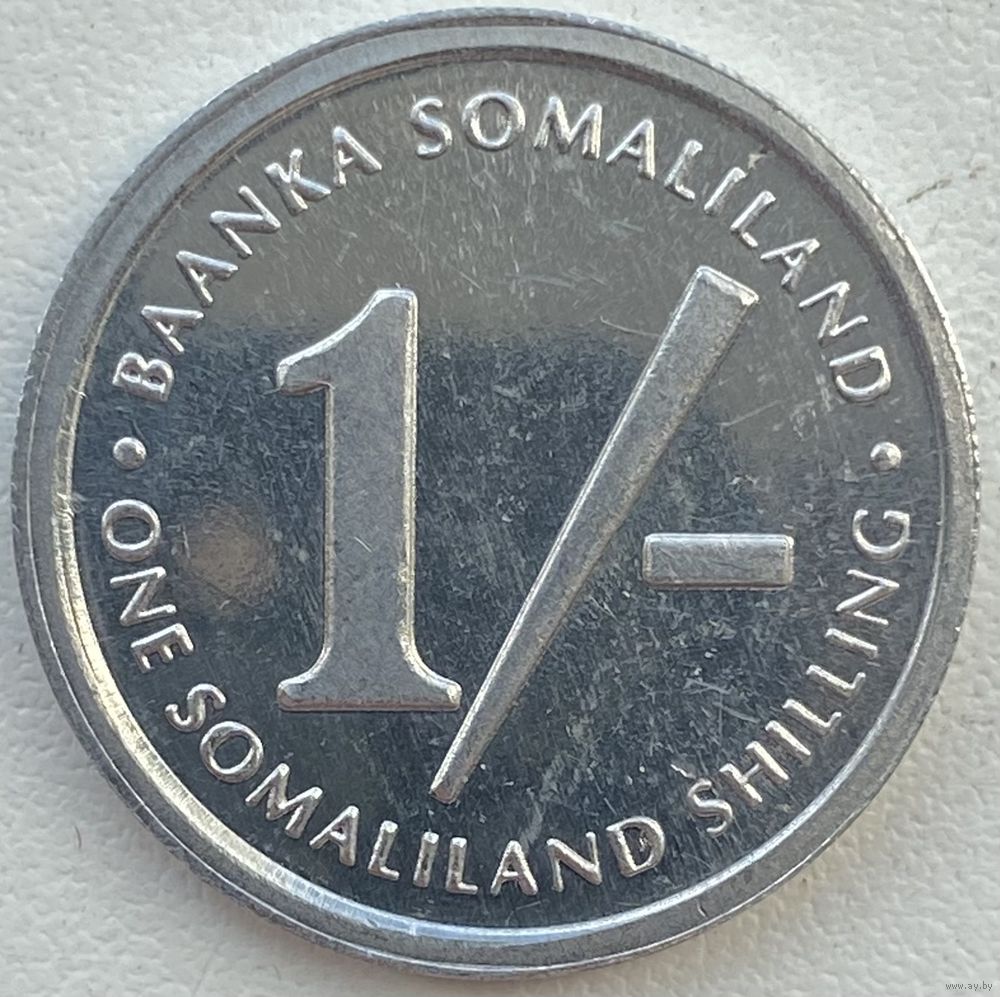 BAANKA SOMALILAND
1/-
ONE SOMALILAND SHILLING
www.ay.by